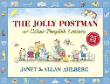 THE JOLLY POSTMAN
or Other People's Letters
JANET & ALLAN AHLBERG